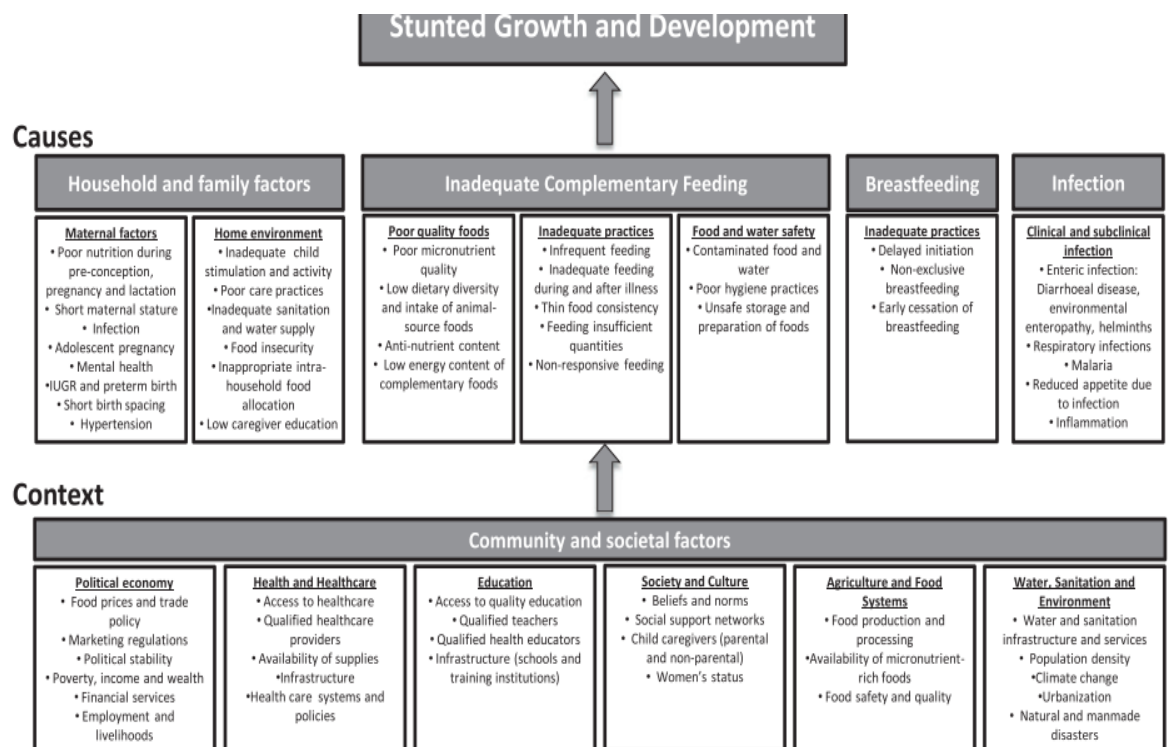 Stunted Growth and Development
Causes
Household and family factors
Maternal factors
• Poor nutrition during
pre-conception,
pregnancy and lactation
• Short maternal stature
• Infection
• Adolescent pregnancy
• Mental health
•IUGR and preterm birth
• Short birth spacing
• Hypertension
Home environment
• Inadequate child
stimulation and activity
• Poor care practices
•Inadequate sanitation
and water supply
• Food insecurity
• Inappropriate intra-
household food
allocation
• Low caregiver education
Inadequate Complementary Feeding
Poor quality foods
• Poor micronutrient
quality
• Low dietary diversity
and intake of animal-
source foods
• Anti-nutrient content
• Low energy content of
complementary foods
Inadequate practices
• Infrequent feeding
• Inadequate feeding
during and after illness
• Thin food consistency
• Feeding insufficient
quantities
• Non-responsive feeding
Food and water safety
• Contaminated food and
water
• Poor hygiene practices
• Unsafe storage and
preparation of foods
Breastfeeding
Inadequate practices
• Delayed initiation
• Non-exclusive
breastfeeding
• Early cessation of
breastfeeding
Infection
Clinical and subclinical
infection
• Enteric infection:
Diarrhoeal disease,
environmental
enteropathy, helminths
• Respiratory infections
• Malaria
• Reduced appetite due
to infection
• Inflammation
Context
Community and societal factors
Political economy
• Food prices and trade
policy
• Marketing regulations
• Political stability
• Poverty, income and wealth
• Financial services
• Employment and
livelihoods
Health and Healthcare
• Access to healthcare
• Qualified healthcare
providers
• Availability of supplies
•Infrastructure
•Health care systems and
policies
Education
• Access to quality education
• Qualified teachers
• Qualified health educators
• Infrastructure (schools and
training institutions)
Society and Culture
• Beliefs and norms
• Social support networks
• Child caregivers (parental
and non-parental)
• Women's status
Agriculture and Food
Systems
• Food production and
processing
•Availability of micronutrient-
rich foods
• Food safety and quality
Water, Sanitation and
Environment
• Water and sanitation
infrastructure and services
• Population density
•Climate change
•Urbanization
• Natural and manmade
disasters